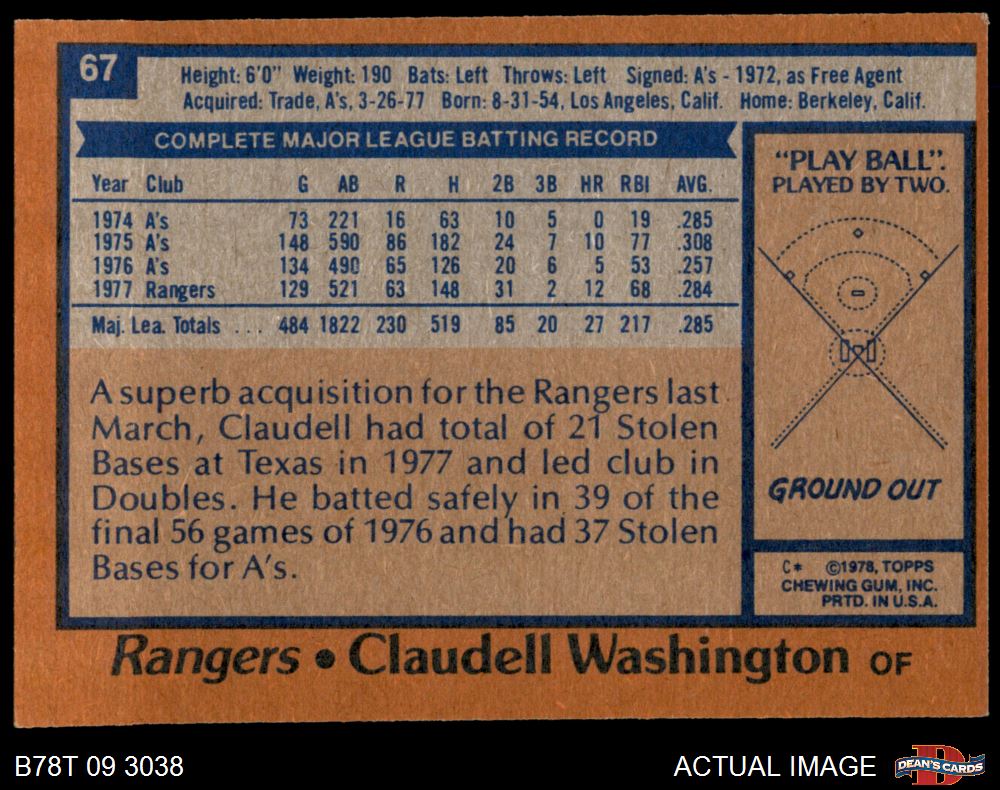 67
Height: 6'0" Weight: 190 Bats: Left Throws: Left Signed: A's - 1972, as Free Agent
Acquired: Trade, A's, 3-26-77 Born: 8-31-54, Los Angeles, Calif. Home: Berkeley, Calif.
COMPLETE MAJOR LEAGUE BATTING RECORD
Year Club G AB R H 2B 3B HR RBI AVG.
1974 A's 73 221 16 63 10 5 0 19 .285
1975 A's 148 590 86 182 24 7 10 77 .308
1976 A's 134 490 65 126 20 6 5 53 .257
1977 Rangers 129 521 63 148 31 2 12 68 .284
Maj. Lea. Totals ... 484 1822 230 519 85 20 27 217 .285
A superb acquisition for the Rangers last
March, Claudell had total of 21 Stolen
Bases at Texas in 1977 and led club in
Doubles. He batted safely in 39 of the
final 56 games of 1976 and had 37 Stolen
Bases for A's.
"PLAY BALL":
PLAYED BY TWO.
GROUND OUT
C* ©1978, TOPPS
CHEWING GUM, INC.
PRTD. IN U.S.A.
Rangers • Claudell Washington OF
B78T 09 3038
ACTUAL IMAGE
D
DEAN'S CARDS